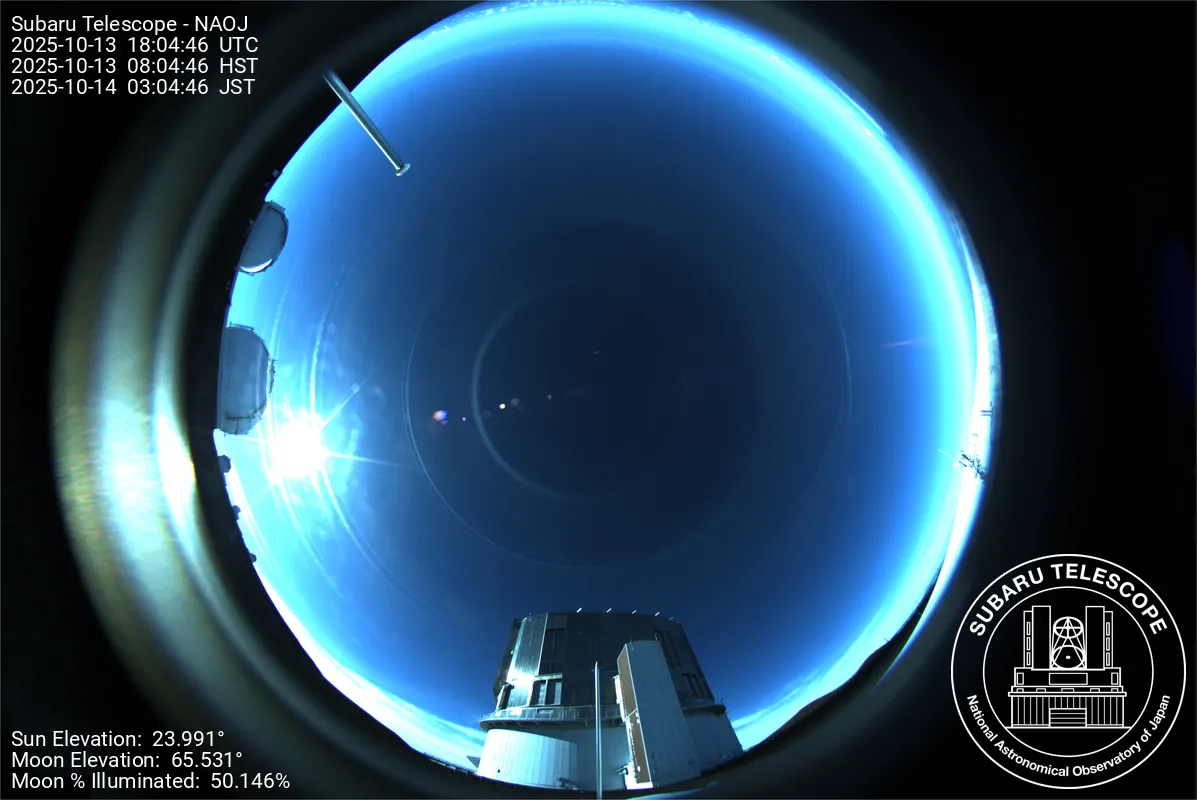 Subaru Telescope - NAOJ
2025-10-13 18:04:46 UTC
2025-10-13 08:04:46 HST
2025-10-14 03:04:46 JST
SUBARU TELESCOPE
National Astronomical Observatory of Japan
Sun Elevation: 23.991°
Moon Elevation: 65.531°
Moon % Illuminated: 50.146%